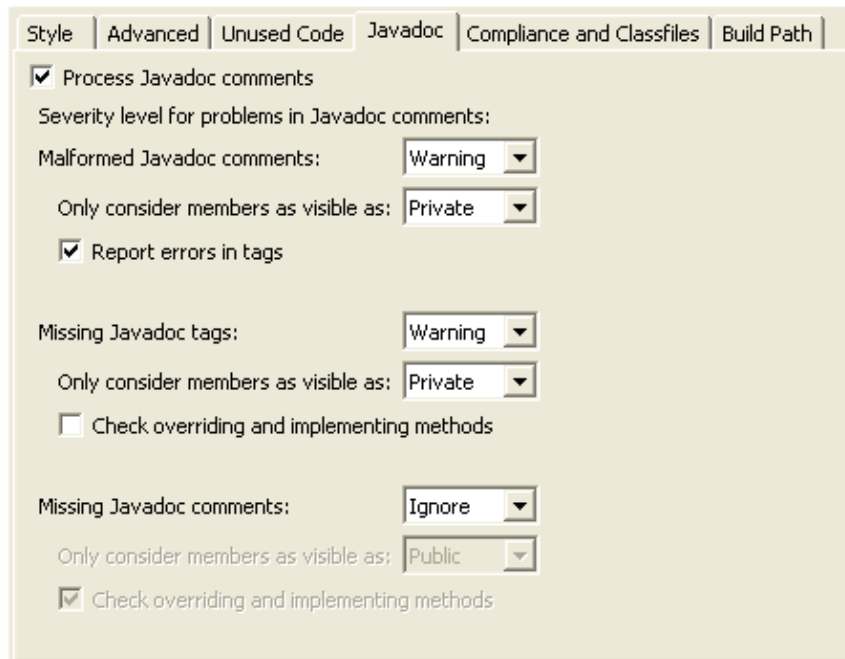 Style Advanced Unused Code Javadoc Compliance and Classfiles Build Path
Process Javadoc comments
Severity level for problems in Javadoc comments:
Malformed Javadoc comments: Warning
Only consider members as visible as: Private
Report errors in tags
Missing Javadoc tags: Warning
Only consider members as visible as: Private
Check overriding and implementing methods
Missing Javadoc comments: Ignore
Only consider members as visible as: Public
Check overriding and implementing methods